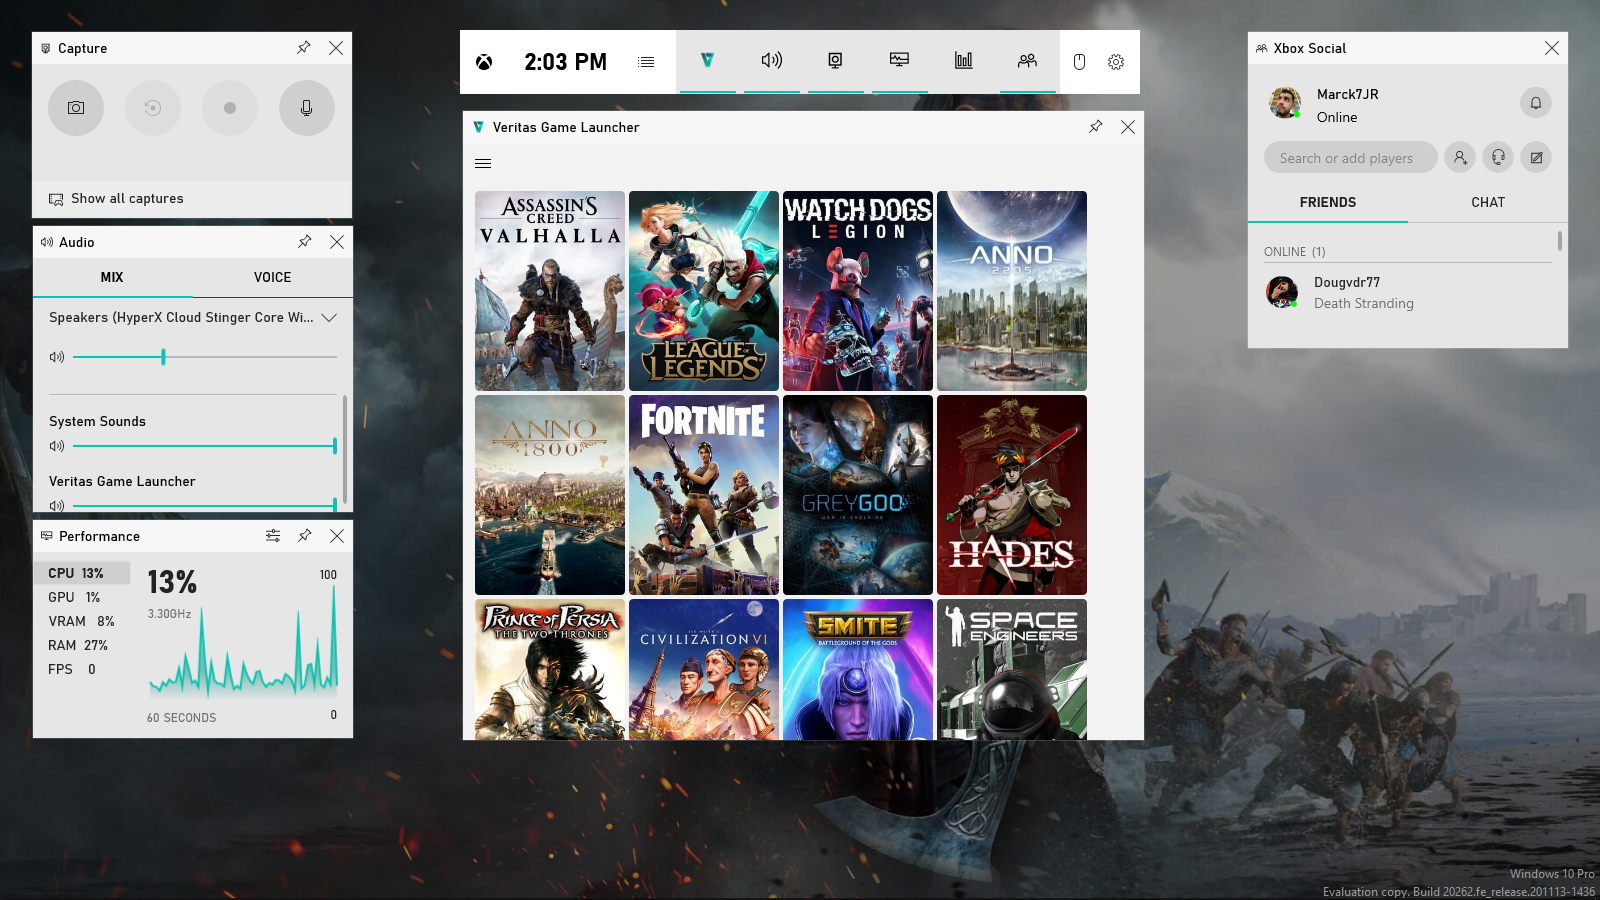 Capture
Show all captures
Audio
MIX
VOICE
Speakers (HyperX Cloud Stinger Core Wi...
System Sounds
Veritas Game Launcher
Performance
CPU 13%
GPU 1%
VRAM 8%
RAM 27%
FPS 0
13%
3.30GHz
100
60 SECONDS
0
2:03 PM
Veritas Game Launcher
ASSASSIN'S
CREED
VALHALLA
LEAGUE OF
LEGENDS
WATCH DOGS
LEGION
ANNO
2205
ANNO
1800
FORTNITE
GREYGOO
WAR IS EVOLVING
HADES
PRINCE OF PERSIA
THE TWO THRONES
SID MEIER'S
CIVILIZATION VI
SMITE
BATTLEGROUND OF THE GODS
SPACE
ENGINEERS
Xbox Social
Marck7JR
Online
Search or add players
FRIENDS
CHAT
ONLINE (1)
Dougvdr77
Death Stranding
Windows 10 Pro
Evaluation copy. Build 20262.fe_release.201113-1436